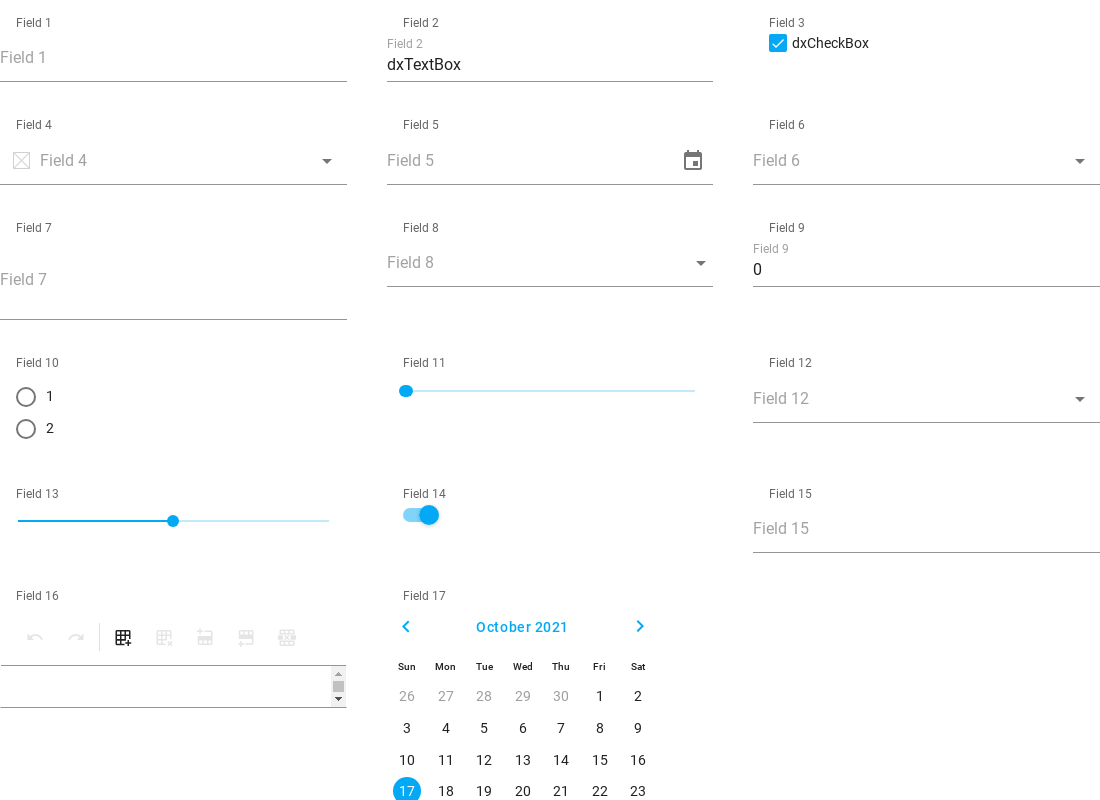 Field 1
Field 1
Field 2
Field 2
dxTextBox
Field 3
dxCheckBox
Field 4
Field 4
Field 5
Field 5
Field 6
Field 6
Field 7
Field 7
Field 8
Field 8
Field 9
Field 9
0
Field 10
1
2
Field 11
Field 12
Field 12
Field 13
Field 14
Field 15
Field 15
Field 16
Field 17
October 2021
Sun Mon Tue Wed Thu Fri Sat
26 27 28 29 30 1 2
3 4 5 6 7 8 9
10 11 12 13 14 15 16
17 18 19 20 21 22 23